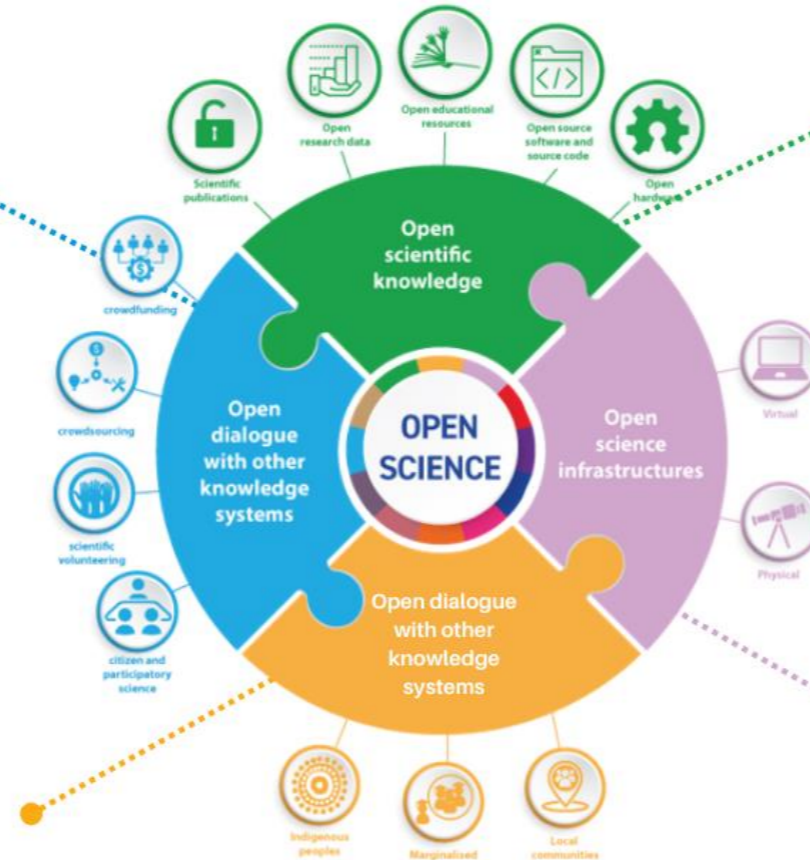 Open educational
resources
Open
research data
Open source
software and
source code
Scientific
publications
Open
hardware
Open
scientific
knowledge
crowdfunding
crowdsourcing
scientific
volunteering
citizen and
participatory
science
Open
dialogue
with other
knowledge
systems
OPEN
SCIENCE
Open
science
infrastructures
Virtual
Physical
Open dialogue
with other
knowledge
systems
Indigenous
peoples
Marginalised
Local
communities